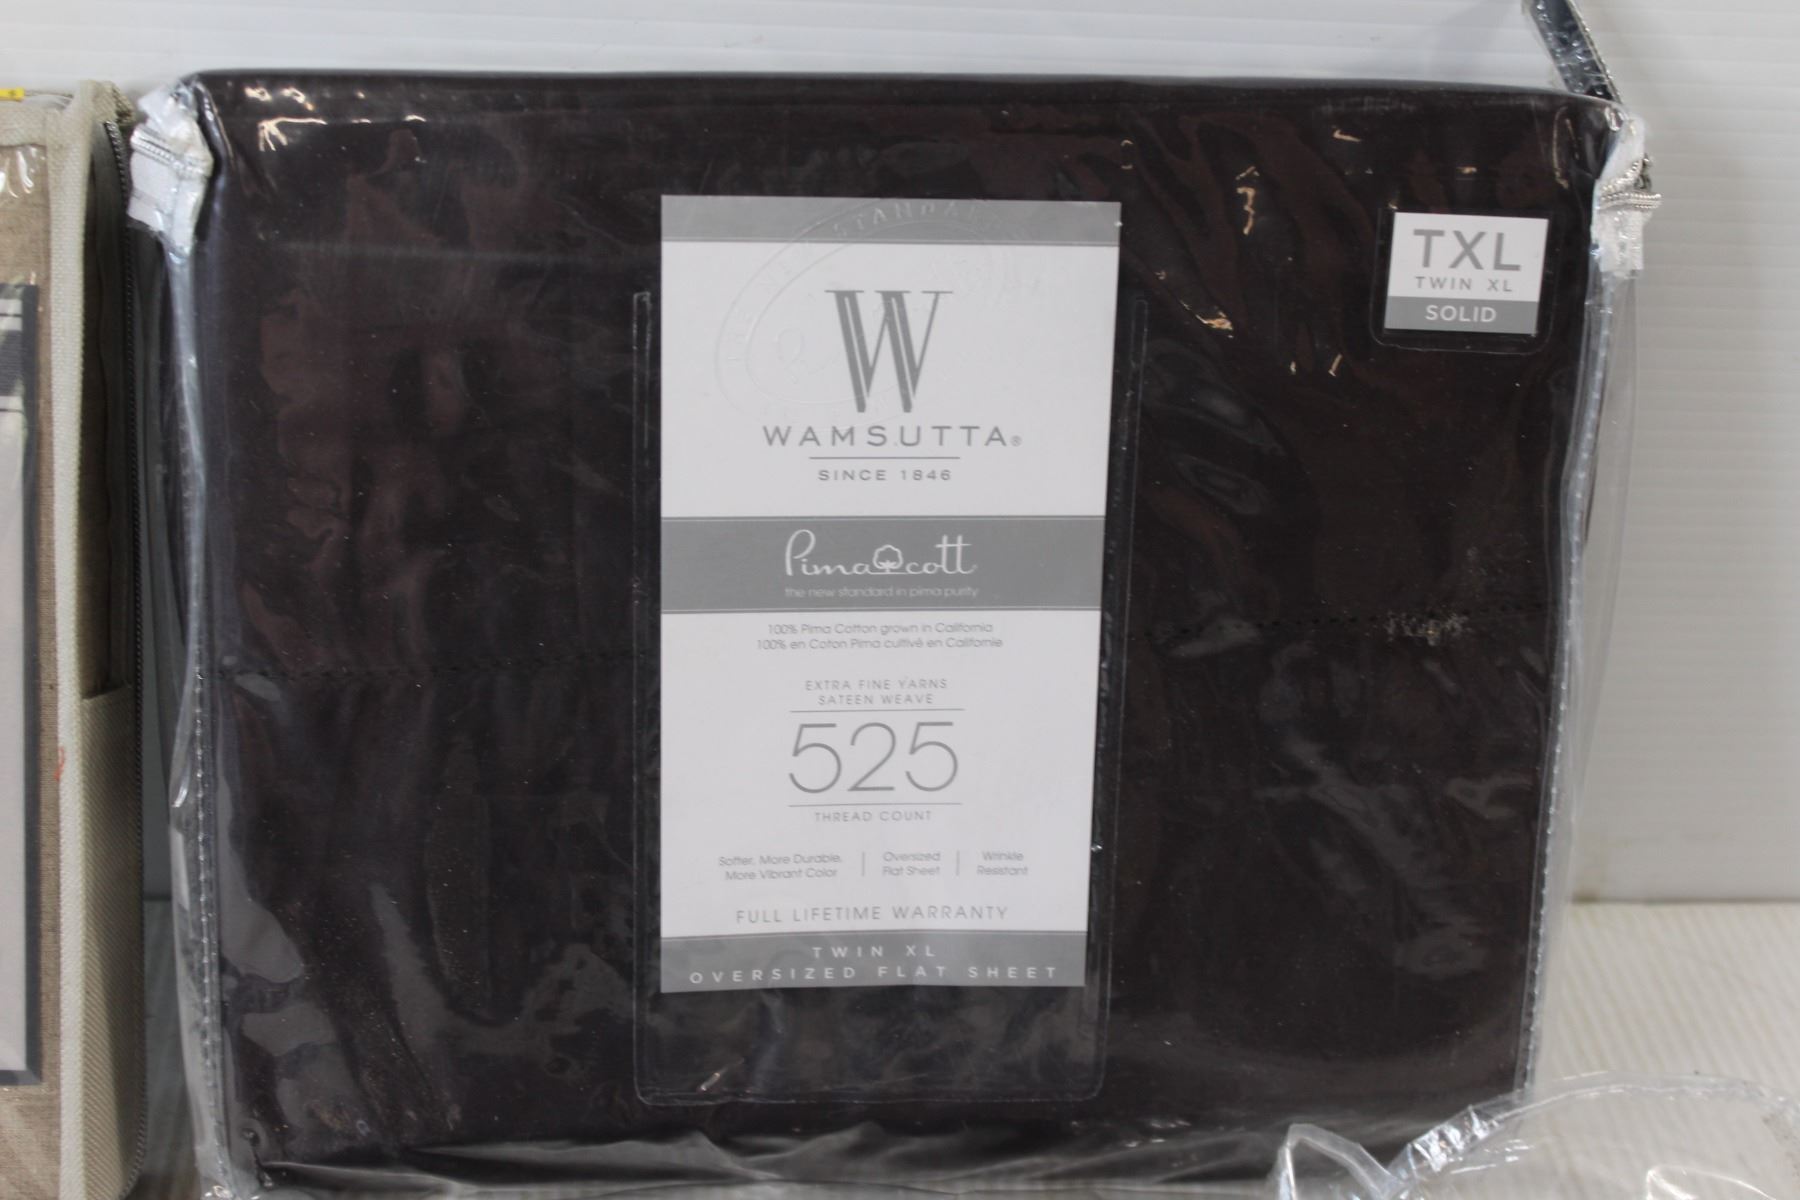 TXL
TWIN XL
SOLID
W
WAMSUTTA®
SINCE 1846
Pimacott
the new standard in pima purity
100% Pima Cotton grown in California
100% en Coton Pima cultivé en Californie
EXTRA FINE YARNS
SATEEN WEAVE
525
THREAD COUNT
Softer, More Durable,
More Vibrant Color
Oversized
Flat Sheet
Wrinkle
Resistant
FULL LIFETIME WARRANTY
TWIN XL
OVERSIZED FLAT SHEET